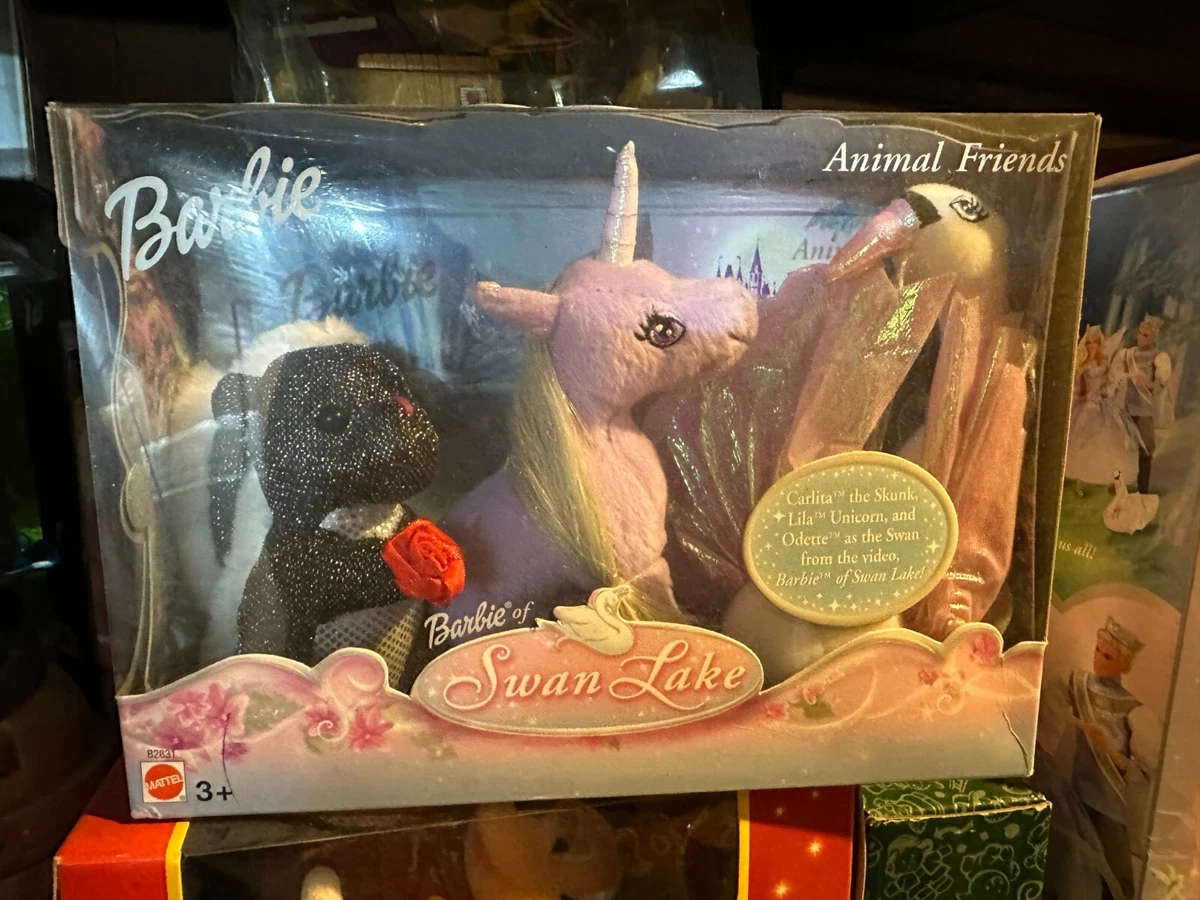 Barbie
Animal Friends
Barbie
Ani
Carlita™ the Skunk,
Lila™ Unicorn, and
Odette™ as the Swan
from the video,
Barbie™ of Swan Lake!
us all!
Barbie® of
Swan Lake
B2831
MATTEL
3+